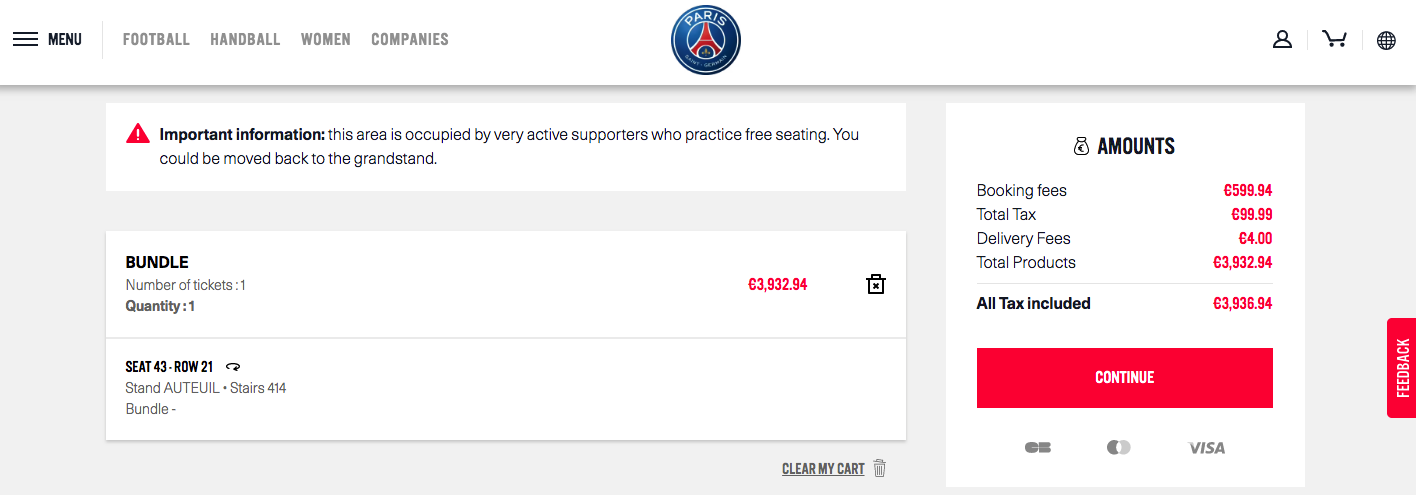 MENU
FOOTBALL
HANDBALL
WOMEN
COMPANIES
PARIS
SAINT-GERMAIN
Important information: this area is occupied by very active supporters who practice free seating. You
could be moved back to the grandstand.
BUNDLE
Number of tickets : 1
€3,932.94
Quantity : 1
SEAT 43 - ROW 21
Stand AUTEUIL • Stairs 414
Bundle -
CLEAR MY CART
AMOUNTS
Booking fees €599.94
Total Tax €99.99
Delivery Fees €4.00
Total Products €3,932.94
All Tax included €3,936.94
CONTINUE
CB
VISA
FEEDBACK